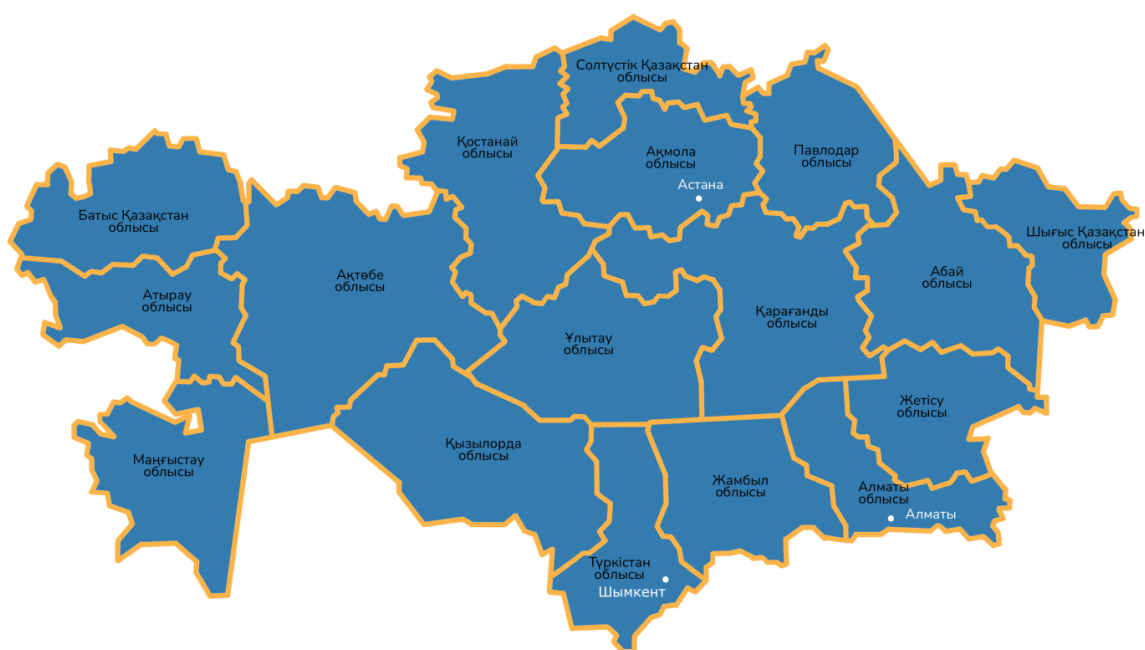 Солтүстік Қазақстан
облысы
Қостанай
облысы
Ақмола
облысы
Павлодар
облысы
Астана
Батыс Қазақстан
облысы
Шығыс Қазақстан
облысы
Ақтөбе
облысы
Абай
облысы
Атырау
облысы
Қарағанды
облысы
Ұлытау
облысы
Жетісу
облысы
Қызылорда
облысы
Маңғыстау
облысы
Жамбыл
облысы
Алматы
облысы
Алматы
Түркістан
облысы
Шымкент